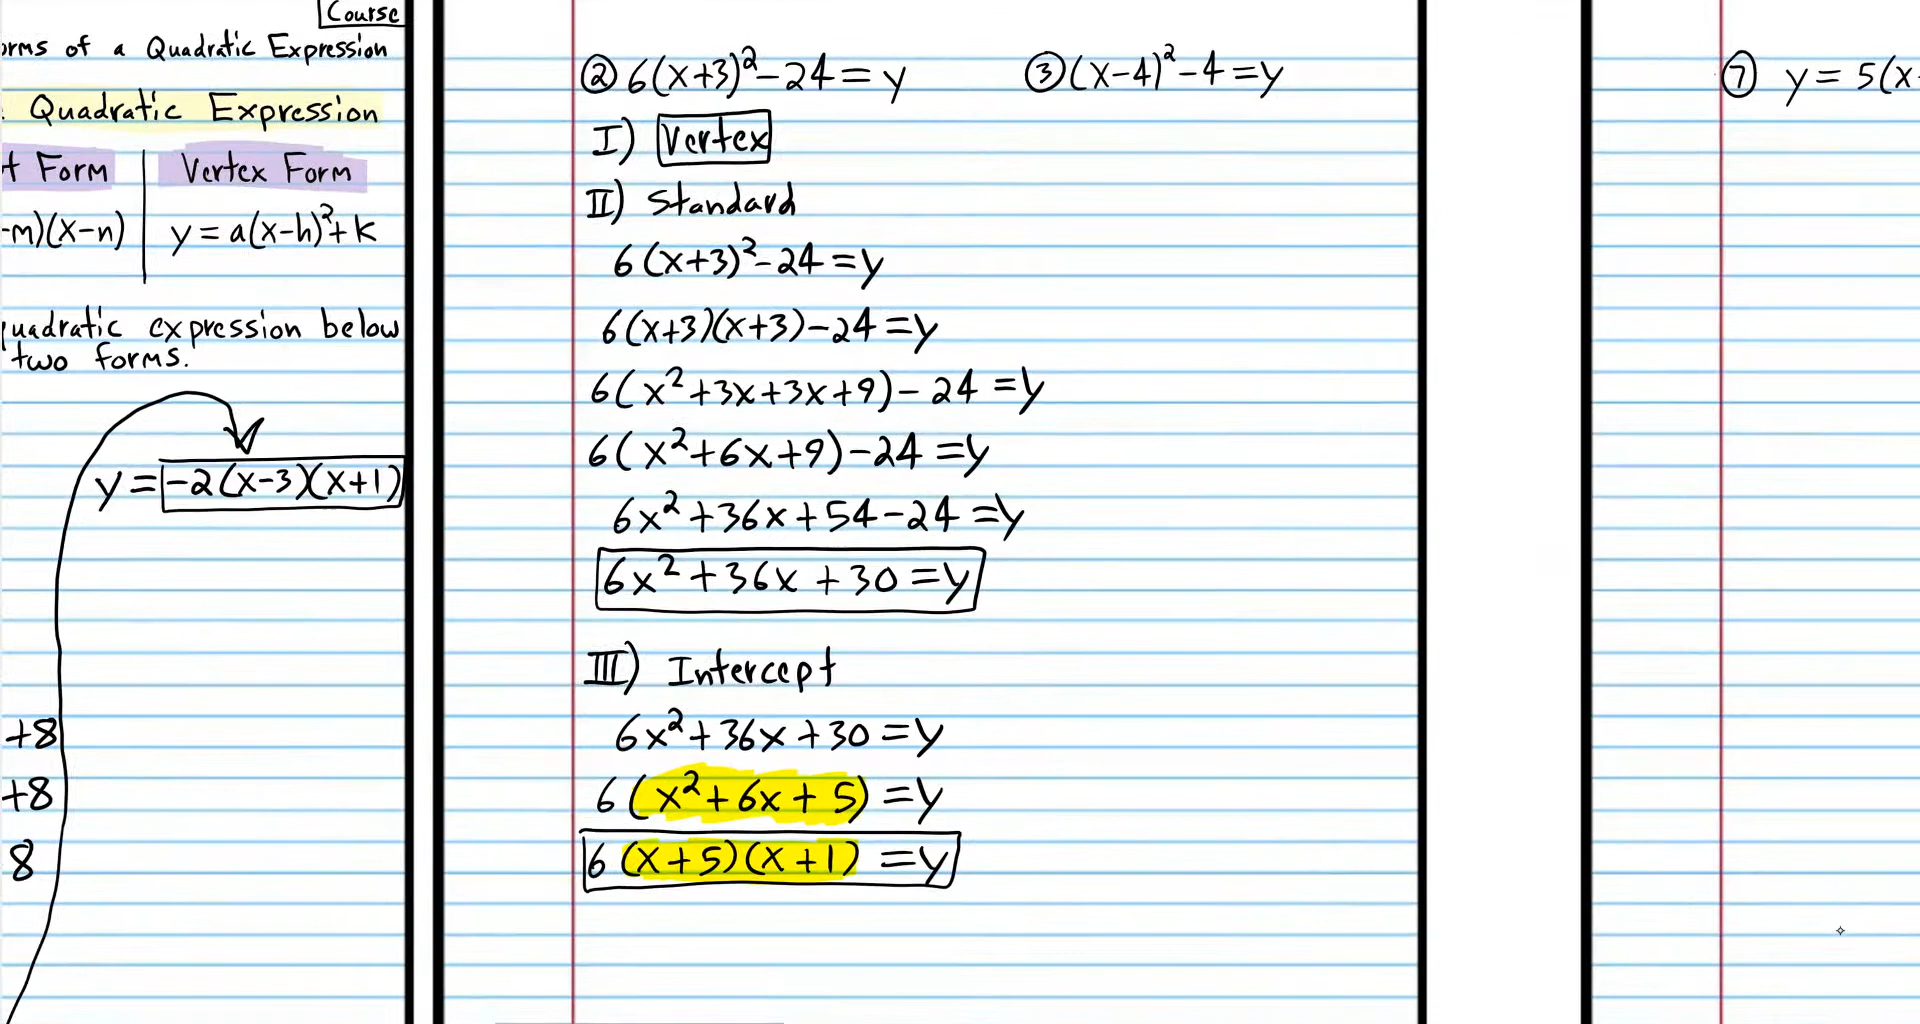 Course
orms of a Quadratic Expression
: Quadratic Expression
t Form | Vertex Form
-m)(x-n) | y = a(x-h)²+k
quadratic expression below
two forms.
y = -2(x-3)(x+1)
+8
+8
8
② 6(x+3)²-24 = y
I) Vertex
II) Standard
6(x+3)²-24 = y
6(x+3)(x+3)-24 = y
6(x²+3x+3x+9)-24 = y
6(x²+6x+9)-24 = y
6x²+36x+54-24 = y
6x²+36x+30 = y
III) Intercept
6x²+36x+30 = y
6(x²+6x+5) = y
6(x+5)(x+1) = y
③ (x-4)²-4 = y
⑦ y = 5(x-